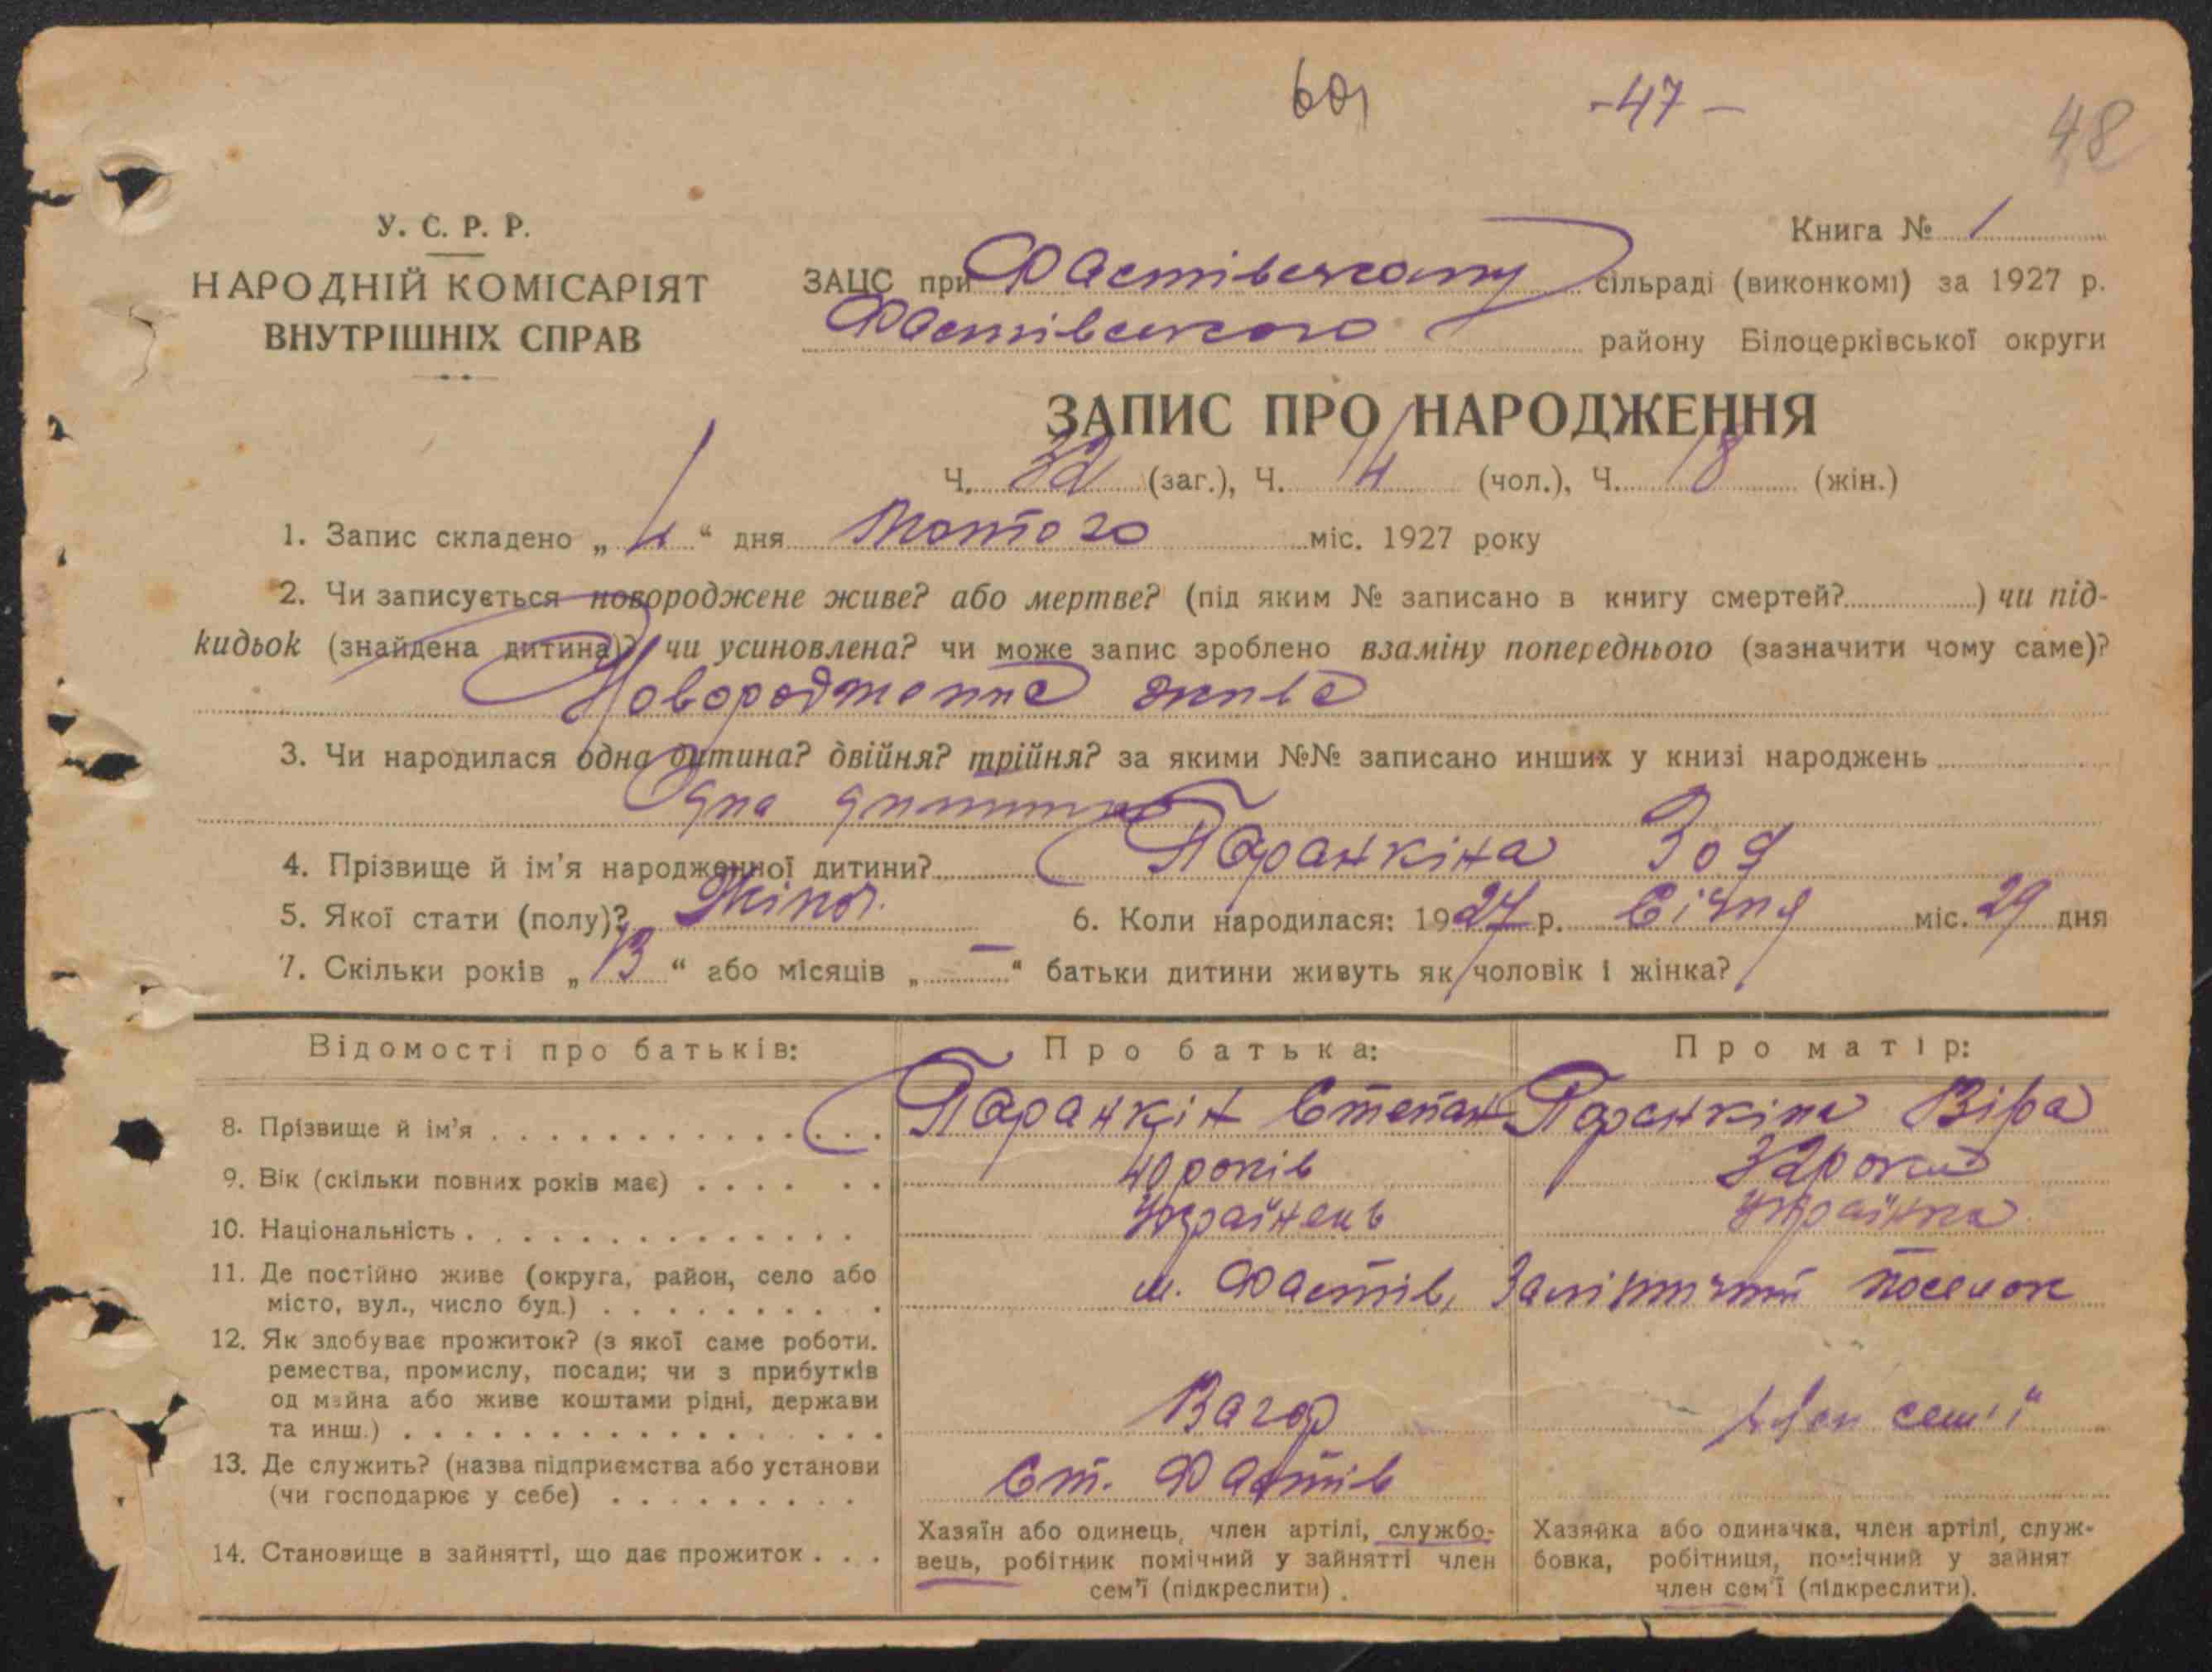 -47-
48
У. С. Р. Р.
НАРОДНІЙ КОМІСАРІЯТ
ВНУТРІШНІХ СПРАВ
Книга № 1
ЗАЦС при Фастівському сільраді (виконкомі) за 1927 р.
Фастівського району Білоцерківської округи
ЗАПИС ПРО НАРОДЖЕННЯ
Ч. 32 (заг.), Ч. 14 (чол.), Ч. 18 (жін.)
1. Запис складено „ 4 “ дня Лютого міс. 1927 року
2. Чи записується новороджене живе? або мертве? (під яким № записано в книгу смертей? ) чи під-
кидьок (знайдена дитина)? чи усиновлена? чи може запис зроблено взаміну попереднього (зазначити чому саме)?
Новородженне живе
3. Чи народилася одна дитина? двійня? трійня? за якими №№ записано инших у книзі народжень
Одна дитина
4. Прізвище й ім'я народженної дитини? Паранкіна Зоя
5. Якої стати (полу)? Жіноч. 6. Коли народилася: 1927 р. Січня міс. 29 дня
7. Скільки років „ 13 “ або місяців „ — “ батьки дитини живуть як чоловік і жінка?
Відомості про батьків: Про батька: Про матір:
8. Прізвище й ім'я Паранкін Степан Паранкіна Віра
9. Вік (скільки повних років має) 40 років 32 роки
10. Національність Українець Українка
11. Де постійно живе (округа, район, село або
місто, вул., число буд.) м. Фастів, Залізничний поселок
12. Як здобуває прожиток? (з якої саме роботи.
ремества, промислу, посади; чи з прибутків
од майна або живе коштами рідні, держави
та инш.) Вагар член сем'ї
13. Де служить? (назва підприємства або установи
(чи господарює у себе) Ст. Фастів
14. Становище в зайнятті, що дає прожиток
Хазяїн або одинець, член артілі, службо-
вець, робітник помічний у зайнятті член
сем'ї (підкреслити).
Хазяйка або одиначка, член артілі, служ-
бовка, робітниця, помічний у зайнят
член сем'ї (підкреслити).